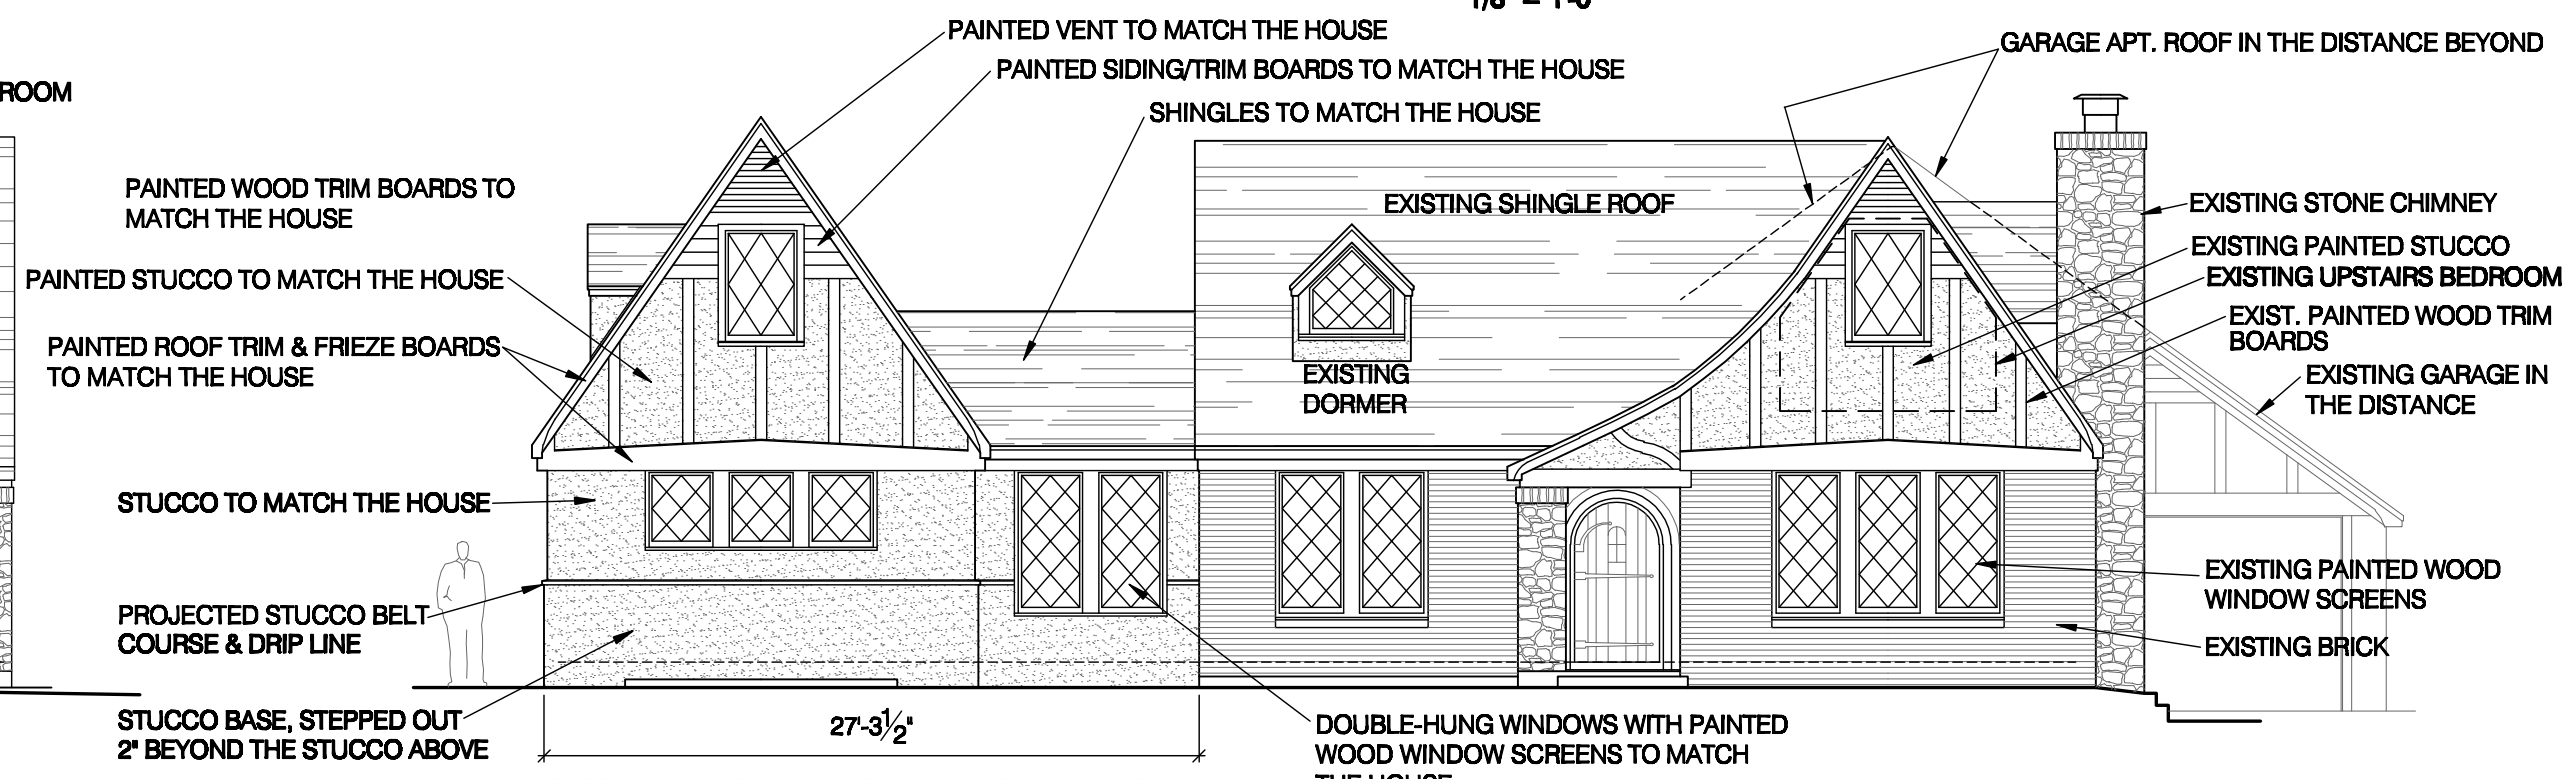 PAINTED VENT TO MATCH THE HOUSE
PAINTED SIDING/TRIM BOARDS TO MATCH THE HOUSE
SHINGLES TO MATCH THE HOUSE
GARAGE APT. ROOF IN THE DISTANCE BEYOND
ROOM
PAINTED WOOD TRIM BOARDS TO
MATCH THE HOUSE
PAINTED STUCCO TO MATCH THE HOUSE
PAINTED ROOF TRIM & FRIEZE BOARDS
TO MATCH THE HOUSE
STUCCO TO MATCH THE HOUSE
PROJECTED STUCCO BELT
COURSE & DRIP LINE
STUCCO BASE, STEPPED OUT
2" BEYOND THE STUCCO ABOVE
27'-3 1/2"
EXISTING SHINGLE ROOF
EXISTING
DORMER
DOUBLE-HUNG WINDOWS WITH PAINTED
WOOD WINDOW SCREENS TO MATCH
THE HOUSE
EXISTING STONE CHIMNEY
EXISTING PAINTED STUCCO
EXISTING UPSTAIRS BEDROOM
EXIST. PAINTED WOOD TRIM
BOARDS
EXISTING GARAGE IN
THE DISTANCE
EXISTING PAINTED WOOD
WINDOW SCREENS
EXISTING BRICK